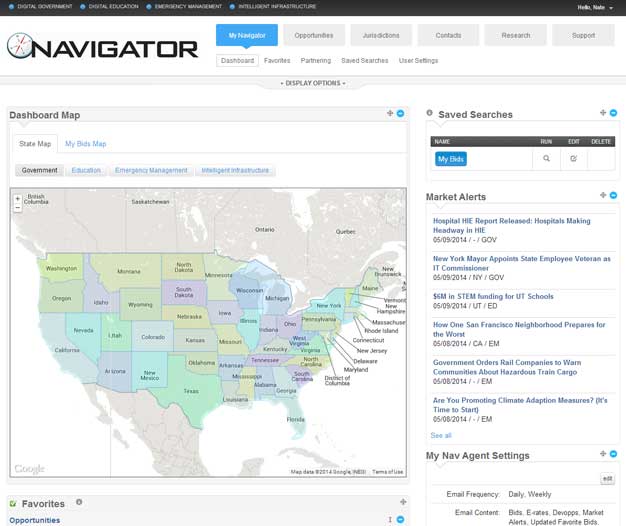 DIGITAL GOVERNMENT DIGITAL EDUCATION EMERGENCY MANAGEMENT INTELLIGENT INFRASTRUCTURE Hello, Nate
NAVIGATOR
My Navigator Opportunities Jurisdictions Contacts Research Support
Dashboard Favorites Partnering Saved Searches User Settings
DISPLAY OPTIONS
Dashboard Map
State Map My Bids Map
Government Education Emergency Management Intelligent Infrastructure
British Columbia
Saskatchewan
Ontario
Quebec
New Brunswick
Washington
Montana
North Dakota
Minnesota
Maine
Oregon
Idaho
South Dakota
Wisconsin
Michigan
Vermont
New Hampshire
Wyoming
New York
Massachuse
Rhode Island
Nebraska
Iowa
Pennsylvania
Connecticut
Nevada
Utah
Colorado
Illinois
Indiana
Ohio
New Jersey
Delaware
Maryland
District of Columbia
California
Kansas
Missouri
West Virginia
Virginia
Kentucky
Arizona
New Mexico
Oklahoma
Arkansas
Tennessee
North Carolina
South Carolina
Texas
Mississippi
Alabama
Georgia
Louisiana
Florida
Google
Map data ©2014 Google, INEGI Terms of Use
Favorites
Opportunities
Saved Searches
NAME RUN EDIT DELETE
My Bids
Market Alerts
Hospital HIE Report Released: Hospitals Making
Headway in HIE
05/09/2014 / - / GOV
New York Mayor Appoints State Employee Veteran as
IT Commissioner
05/09/2014 / NY / GOV
$6M in STEM funding for UT Schools
05/08/2014 / UT / ED
How One San Francisco Neighborhood Prepares for
the Worst
05/08/2014 / CA / EM
Government Orders Rail Companies to Warn
Communities About Hazardous Train Cargo
05/08/2014 / - / EM
Are You Promoting Climate Adaption Measures? (It's
Time to Start)
05/08/2014 / - / EM
See all
My Nav Agent Settings
edit
Email Frequency: Daily, Weekly
Email Content: Bids, E-rates, Devopps, Market
Alerts, Updated Favorite Bids,